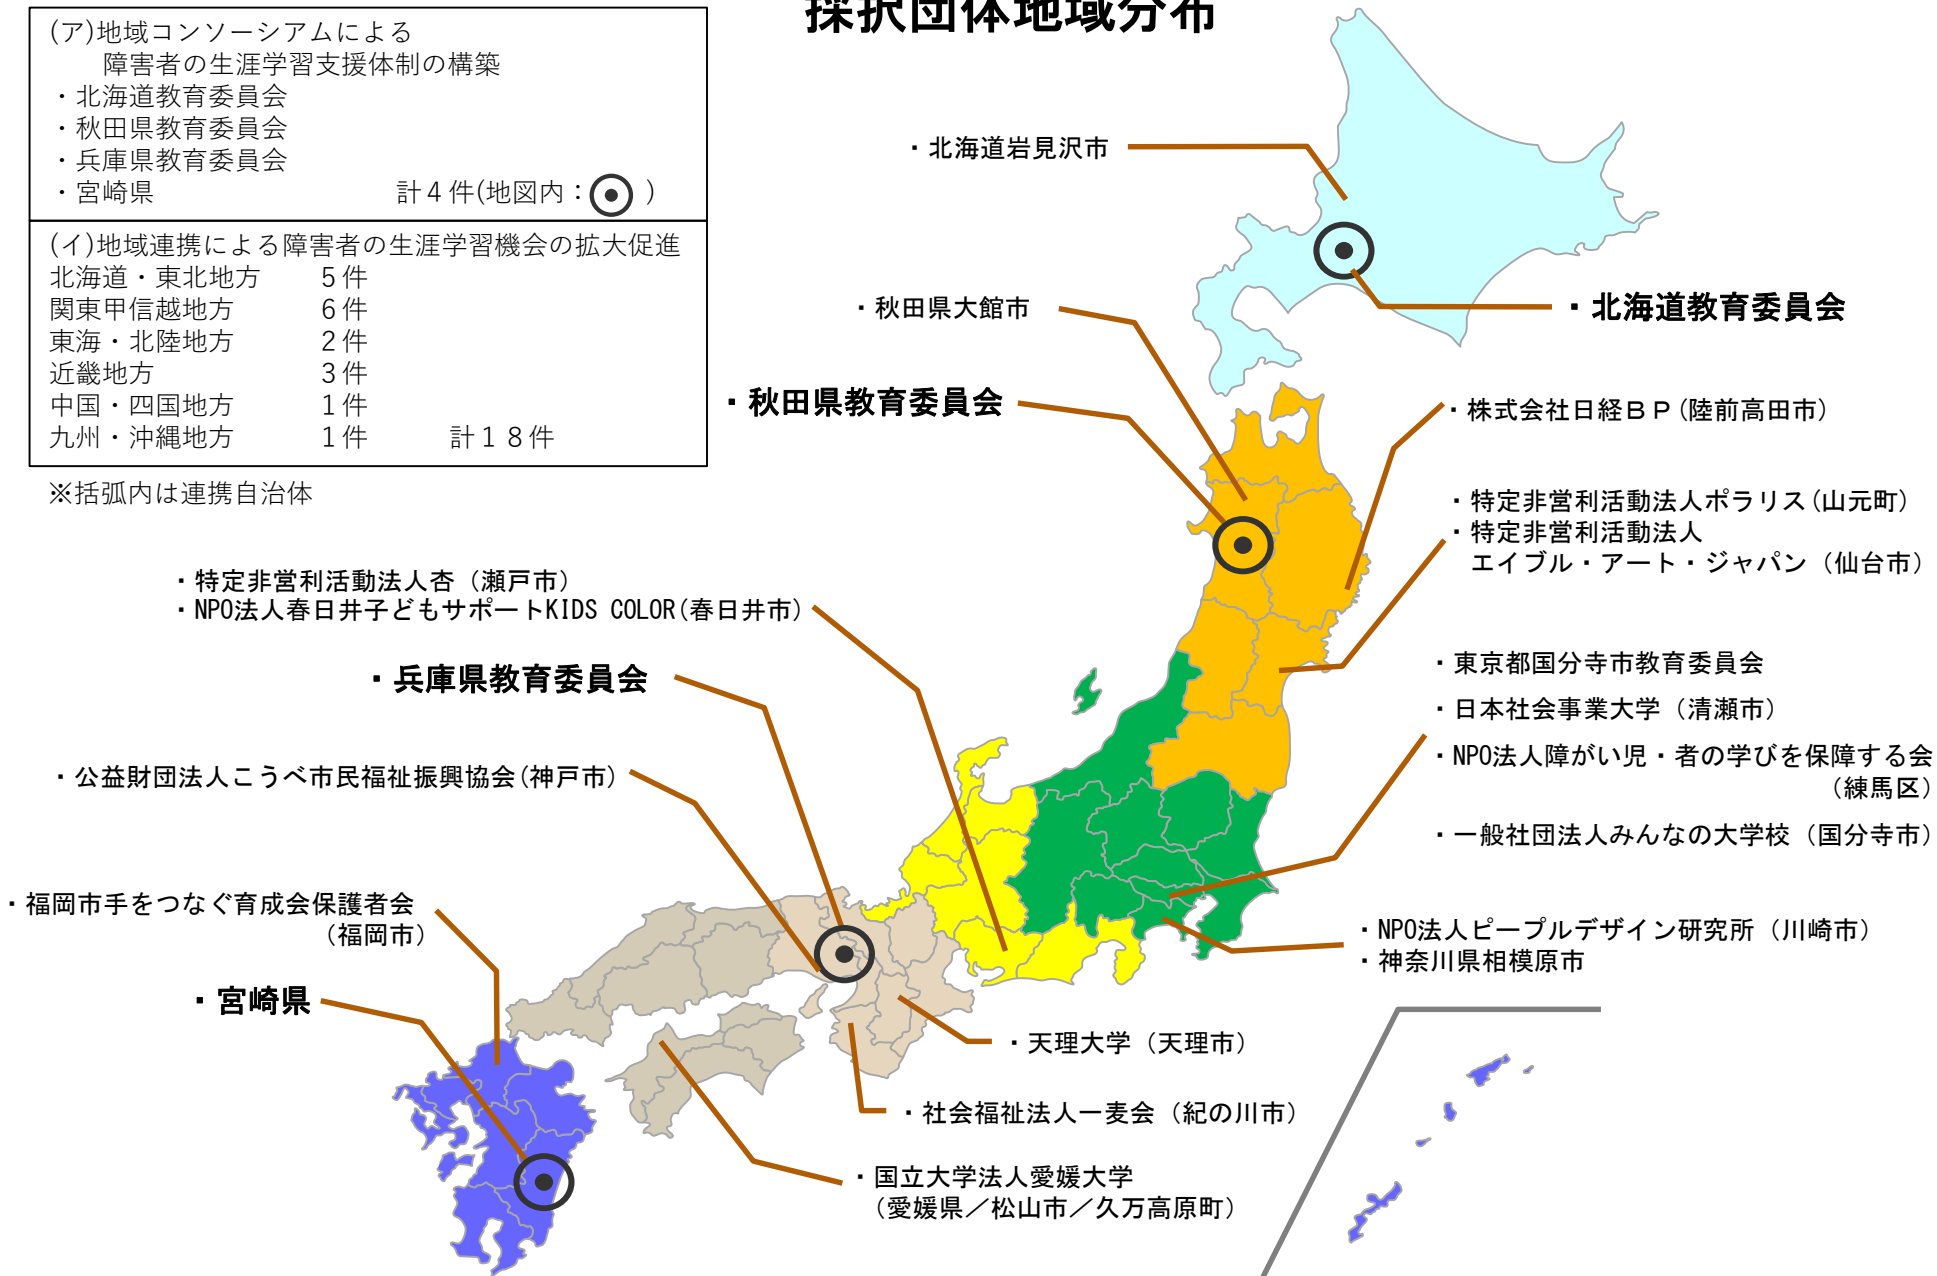 採択団体地域分布
(ア)地域コンソーシアムによる
障害者の生涯学習支援体制の構築
・北海道教育委員会
・秋田県教育委員会
・兵庫県教育委員会
・宮崎県 計4件(地図内：◉)
(イ)地域連携による障害者の生涯学習機会の拡大促進
北海道・東北地方 5件
関東甲信越地方 6件
東海・北陸地方 2件
近畿地方 3件
中国・四国地方 1件
九州・沖縄地方 1件 計18件
※括弧内は連携自治体
・北海道岩見沢市
・北海道教育委員会
・秋田県大館市
・秋田県教育委員会
・株式会社日経ＢＰ(陸前高田市)
・特定非営利活動法人ポラリス(山元町)
・特定非営利活動法人
エイブル・アート・ジャパン（仙台市）
・特定非営利活動法人杏（瀬戸市）
・NPO法人春日井子どもサポートKIDS COLOR(春日井市)
・兵庫県教育委員会
・東京都国分寺市教育委員会
・日本社会事業大学（清瀬市）
・NPO法人障がい児・者の学びを保障する会
（練馬区）
・一般社団法人みんなの大学校（国分寺市）
・公益財団法人こうべ市民福祉振興協会(神戸市)
・福岡市手をつなぐ育成会保護者会
（福岡市）
・NPO法人ピープルデザイン研究所（川崎市）
・神奈川県相模原市
・宮崎県
・天理大学（天理市）
・社会福祉法人一麦会（紀の川市）
・国立大学法人愛媛大学
（愛媛県／松山市／久万高原町）